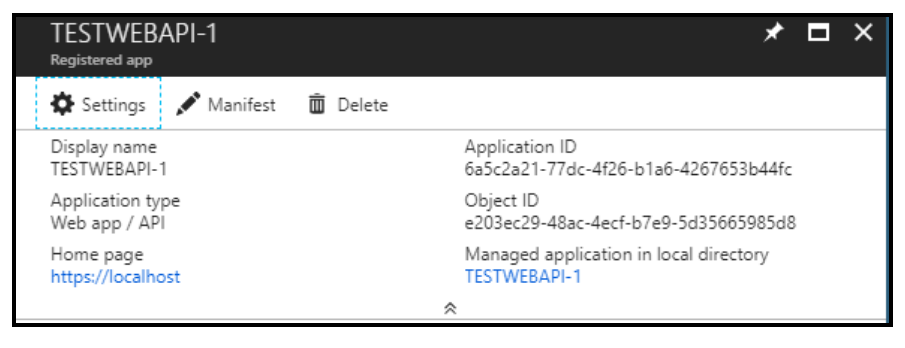 TESTWEBAPI-1
Registered app
Settings Manifest Delete
Display name
TESTWEBAPI-1
Application ID
6a5c2a21-77dc-4f26-b1a6-4267653b44fc
Application type
Web app / API
Object ID
e203ec29-48ac-4ecf-b7e9-5d35665985d8
Home page
https://localhost
Managed application in local directory
TESTWEBAPI-1